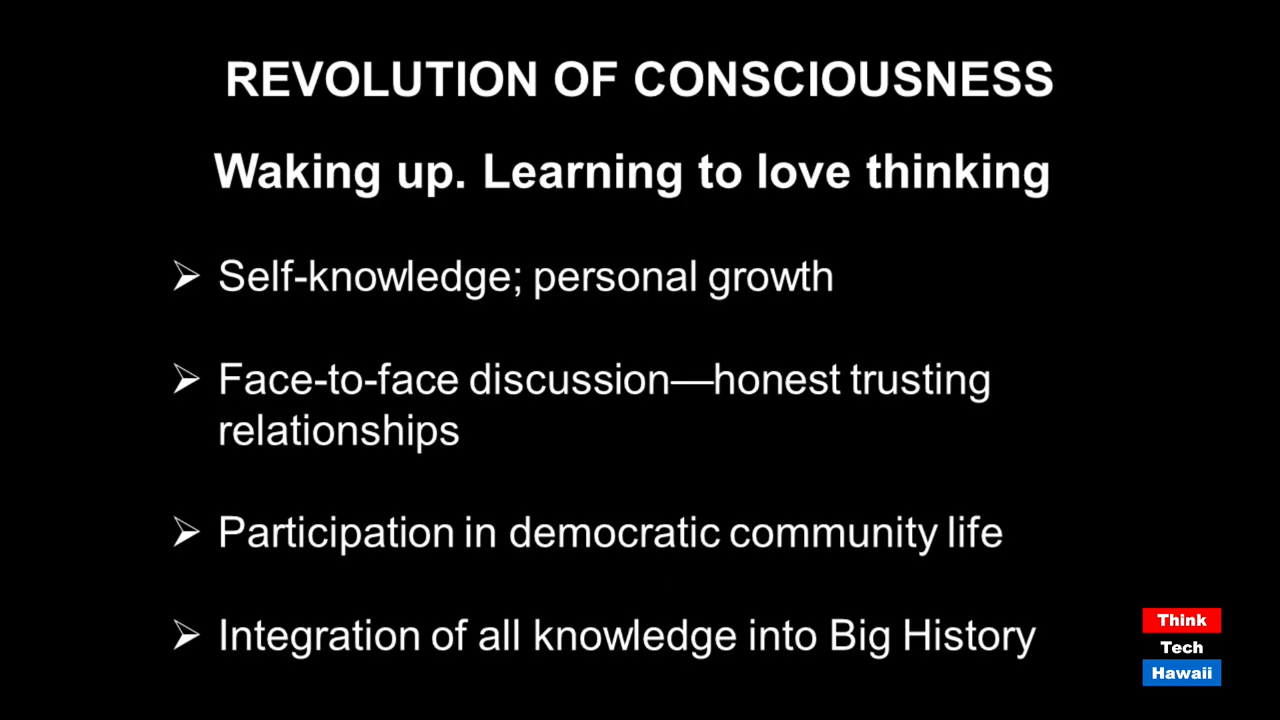 REVOLUTION OF CONSCIOUSNESS
Waking up. Learning to love thinking
➢ Self-knowledge; personal growth
➢ Face-to-face discussion—honest trusting
relationships
➢ Participation in democratic community life
➢ Integration of all knowledge into Big History
Think
Tech
Hawaii